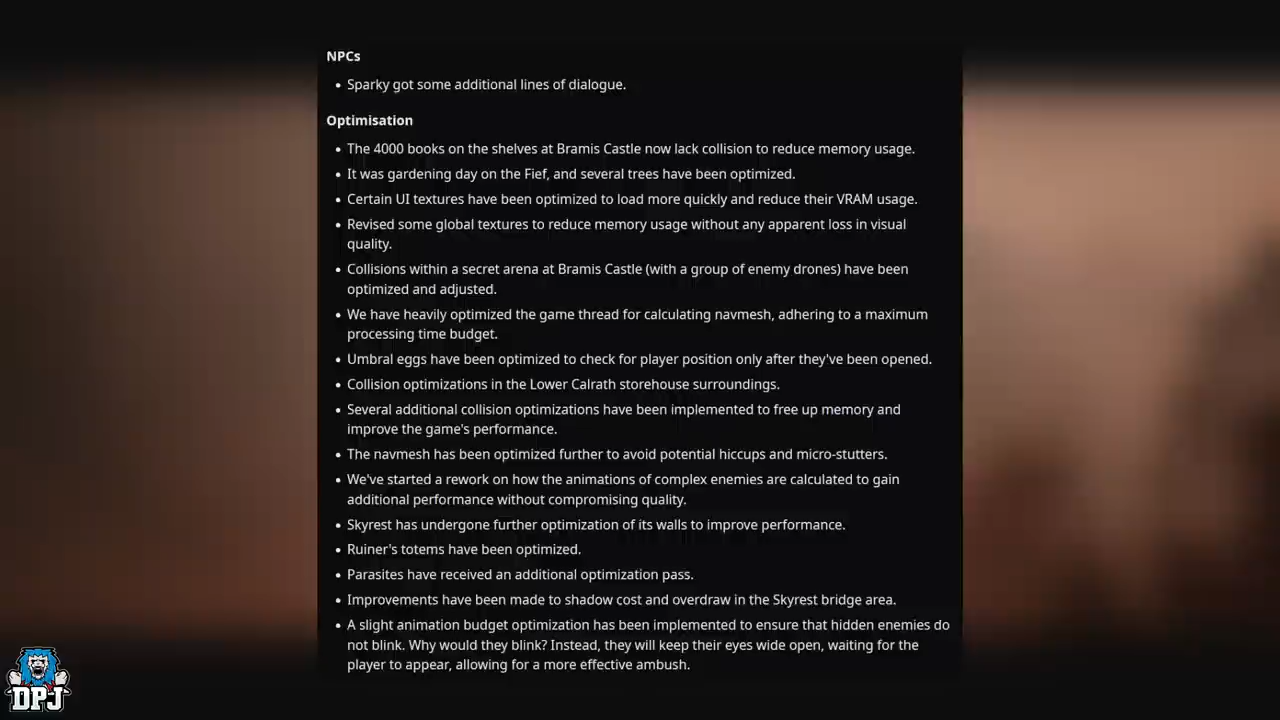 NPCs
• Sparky got some additional lines of dialogue.
Optimisation
• The 4000 books on the shelves at Bramis Castle now lack collision to reduce memory usage.
• It was gardening day on the Fief, and several trees have been optimized.
• Certain UI textures have been optimized to load more quickly and reduce their VRAM usage.
• Revised some global textures to reduce memory usage without any apparent loss in visual
quality.
• Collisions within a secret arena at Bramis Castle (with a group of enemy drones) have been
optimized and adjusted.
• We have heavily optimized the game thread for calculating navmesh, adhering to a maximum
processing time budget.
• Umbral eggs have been optimized to check for player position only after they've been opened.
• Collision optimizations in the Lower Calrath storehouse surroundings.
• Several additional collision optimizations have been implemented to free up memory and
improve the game's performance.
• The navmesh has been optimized further to avoid potential hiccups and micro-stutters.
• We've started a rework on how the animations of complex enemies are calculated to gain
additional performance without compromising quality.
• Skyrest has undergone further optimization of its walls to improve performance.
• Ruiner's totems have been optimized.
• Parasites have received an additional optimization pass.
• Improvements have been made to shadow cost and overdraw in the Skyrest bridge area.
• A slight animation budget optimization has been implemented to ensure that hidden enemies do
not blink. Why would they blink? Instead, they will keep their eyes wide open, waiting for the
player to appear, allowing for a more effective ambush.
DPJ